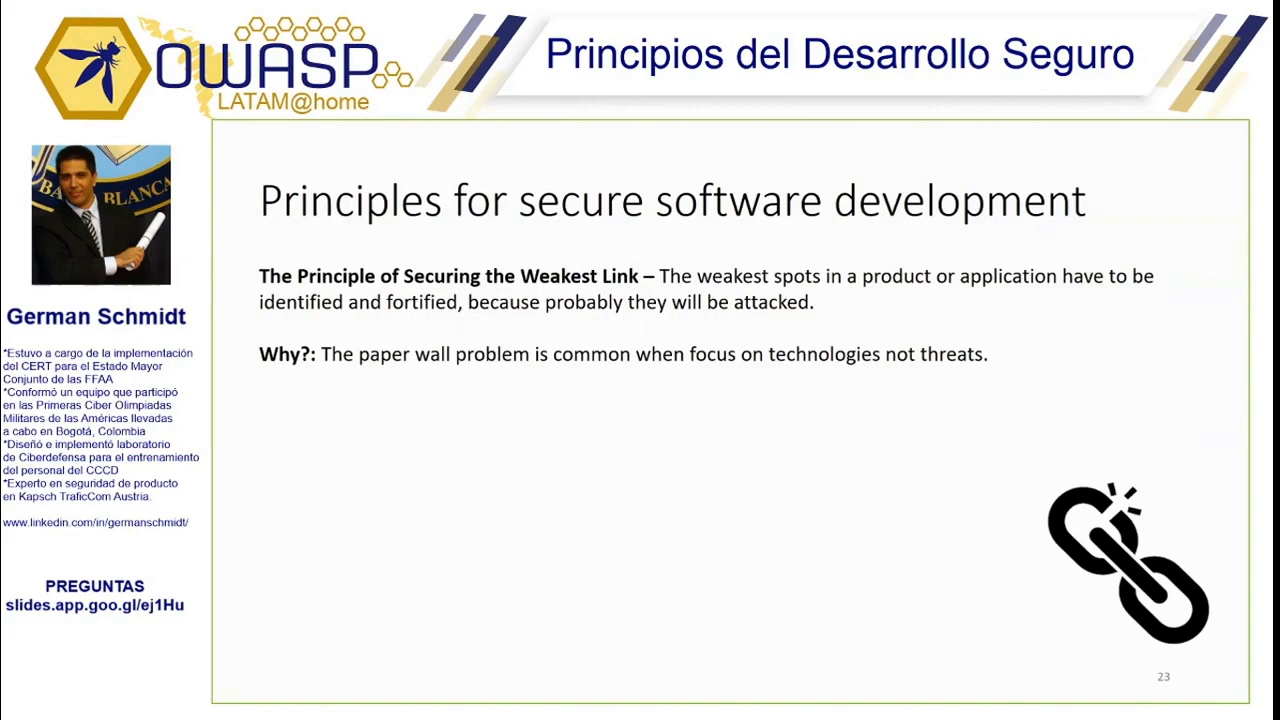 OWASP
LATAM@home
Principios del Desarrollo Seguro
BA BLANCA
German Schmidt
*Estuvo a cargo de la implementación
del CERT para el Estado Mayor
Conjunto de las FFAA
*Conformó un equipo que participó
en las Primeras Ciber Olimpiadas
Militares de las Américas llevadas
a cabo en Bogotá, Colombia
*Diseñó e implementó laboratorio
de Ciberdefensa para el entrenamiento
del personal del CCCD
*Experto en seguridad de producto
en Kapsch TraficCom Austria.
www.linkedin.com/in/germanschmidt/
PREGUNTAS
slides.app.goo.gl/ej1Hu
Principles for secure software development
The Principle of Securing the Weakest Link – The weakest spots in a product or application have to be
identified and fortified, because probably they will be attacked.
Why?: The paper wall problem is common when focus on technologies not threats.
23